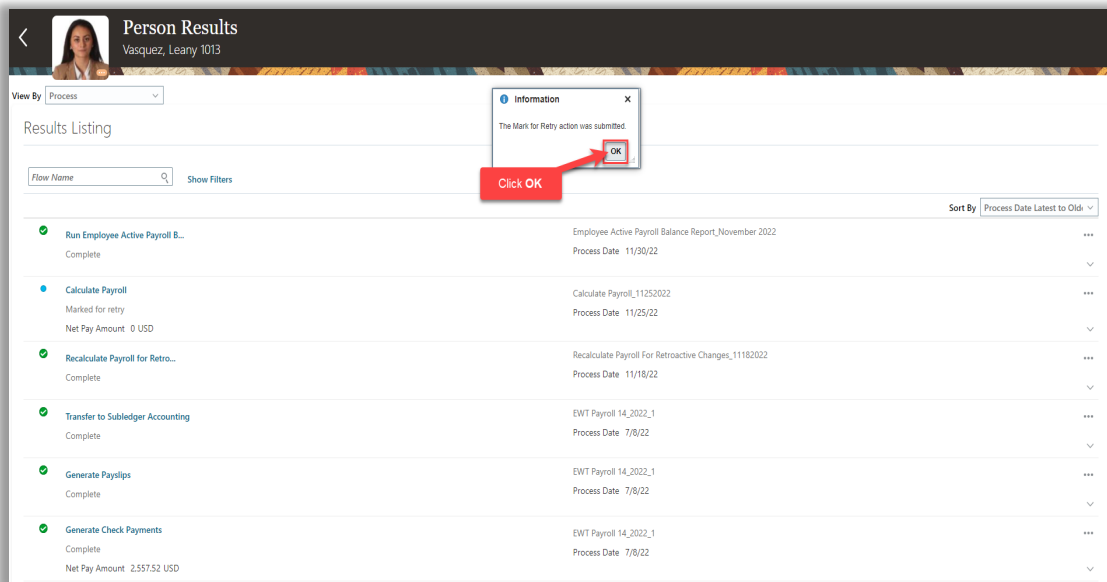 Person Results
Vasquez, Leany 1013
View By Process
Information
The Mark for Retry action was submitted.
OK
Click OK
Results Listing
Flow Name
Show Filters
Sort By Process Date Latest to Olde
Run Employee Active Payroll B...
Employee Active Payroll Balance Report_November 2022
Complete
Process Date 11/30/22
Calculate Payroll
Calculate Payroll_11252022
Marked for retry
Process Date 11/25/22
Net Pay Amount 0 USD
Recalculate Payroll for Retro...
Recalculate Payroll For Retroactive Changes_11182022
Complete
Process Date 11/18/22
Transfer to Subledger Accounting
EWT Payroll 14_2022_1
Complete
Process Date 7/8/22
Generate Payslips
EWT Payroll 14_2022_1
Complete
Process Date 7/8/22
Generate Check Payments
EWT Payroll 14_2022_1
Complete
Process Date 7/8/22
Net Pay Amount 2,557.52 USD